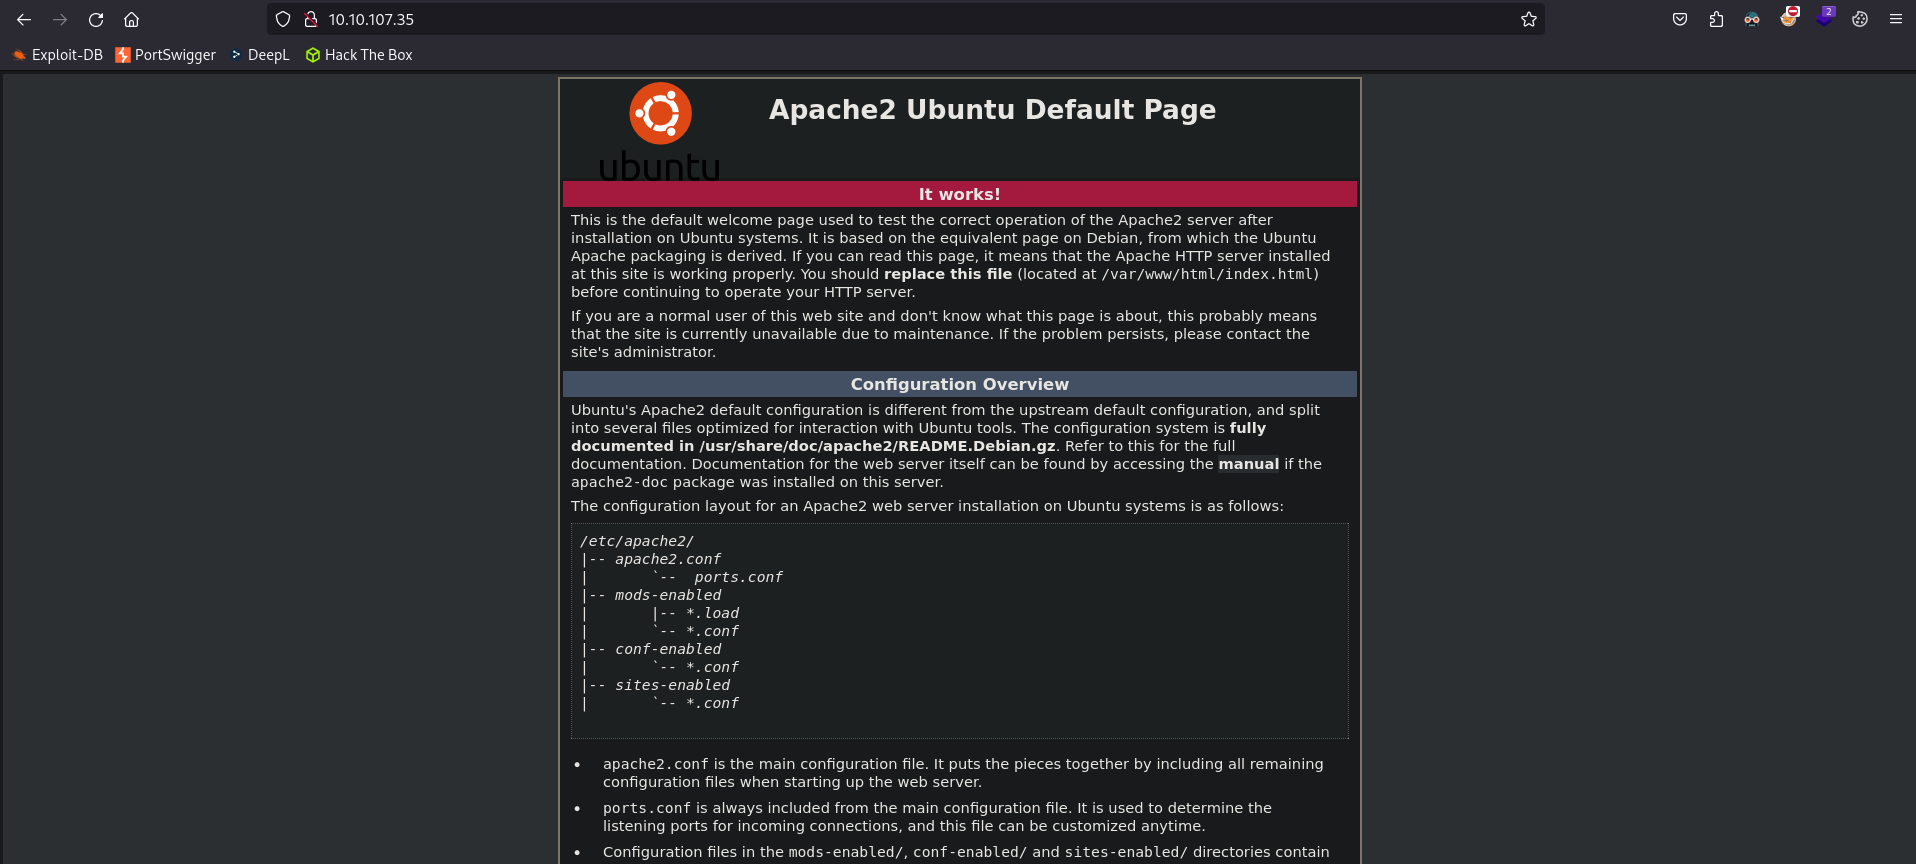 10.10.107.35
2
Exploit-DB PortSwigger DeepL Hack The Box
ubuntu
Apache2 Ubuntu Default Page
It works!
This is the default welcome page used to test the correct operation of the Apache2 server after
installation on Ubuntu systems. It is based on the equivalent page on Debian, from which the Ubuntu
Apache packaging is derived. If you can read this page, it means that the Apache HTTP server installed
at this site is working properly. You should replace this file (located at /var/www/html/index.html)
before continuing to operate your HTTP server.
If you are a normal user of this web site and don't know what this page is about, this probably means
that the site is currently unavailable due to maintenance. If the problem persists, please contact the
site's administrator.
Configuration Overview
Ubuntu's Apache2 default configuration is different from the upstream default configuration, and split
into several files optimized for interaction with Ubuntu tools. The configuration system is fully
documented in /usr/share/doc/apache2/README.Debian.gz. Refer to this for the full
documentation. Documentation for the web server itself can be found by accessing the manual if the
apache2-doc package was installed on this server.
The configuration layout for an Apache2 web server installation on Ubuntu systems is as follows:
/etc/apache2/
|-- apache2.conf
|       `--  ports.conf
|-- mods-enabled
|       |-- *.load
|       `-- *.conf
|-- conf-enabled
|       `-- *.conf
|-- sites-enabled
|       `-- *.conf
• apache2.conf is the main configuration file. It puts the pieces together by including all remaining
configuration files when starting up the web server.
• ports.conf is always included from the main configuration file. It is used to determine the
listening ports for incoming connections, and this file can be customized anytime.
• Configuration files in the mods-enabled/, conf-enabled/ and sites-enabled/ directories contain